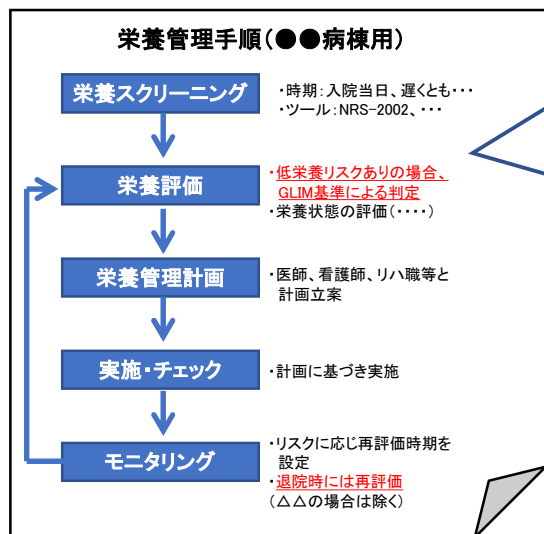 栄養管理手順(●●病棟用)
栄養スクリーニング
・時期:入院当日、遅くとも・・・
・ツール:NRS-2002、・・・
栄養評価
・低栄養リスクありの場合、
GLIM基準による判定
・栄養状態の評価(・・・・)
栄養管理計画
・医師、看護師、リハ職等と
計画立案
実施・チェック
・計画に基づき実施
モニタリング
・リスクに応じ再評価時期を
設定
・退院時には再評価
(△△の場合は除く)